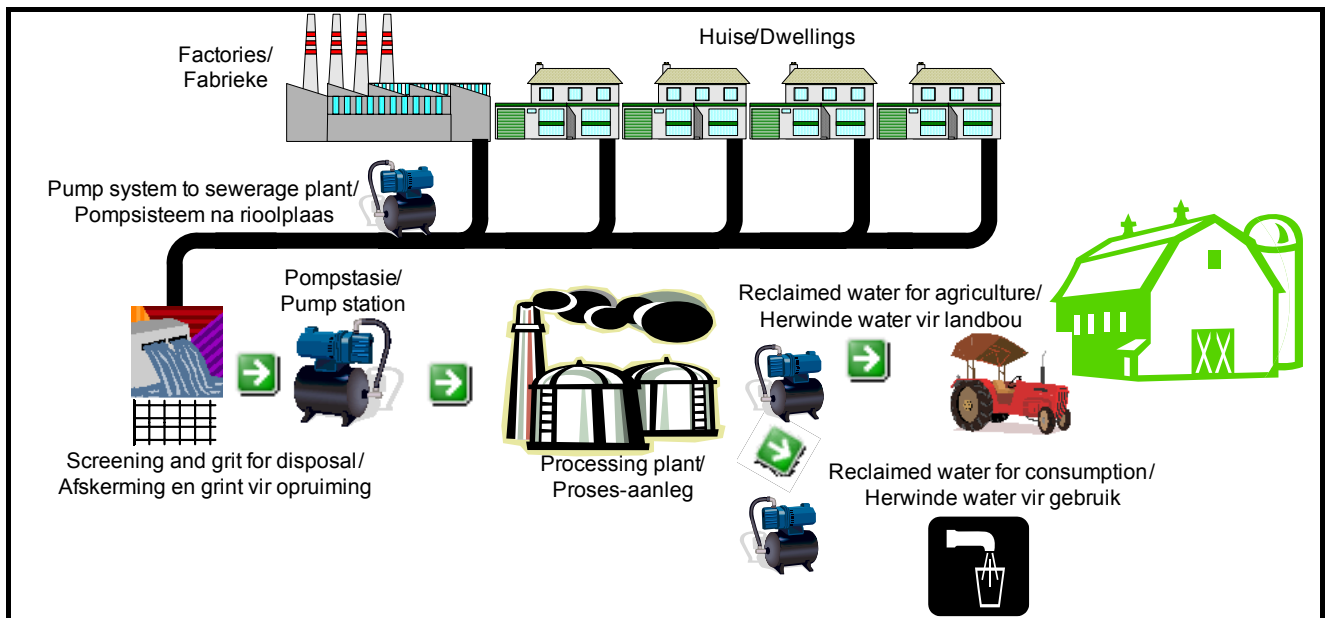 Factories/
Fabrieke
Huise/Dwellings
Pump system to sewerage plant/
Pompsisteem na rioolplaas
Pompstasie/
Pump station
Reclaimed water for agriculture/
Herwinde water vir landbou
Screening and grit for disposal/
Afskerming en grint vir opruiming
Processing plant/
Proses-aanleg
Reclaimed water for consumption/
Herwinde water vir gebruik